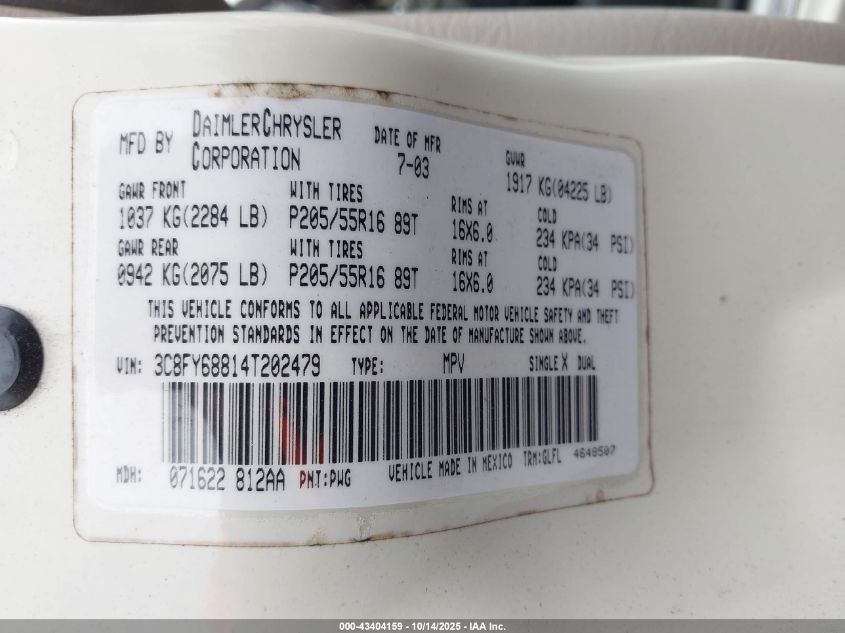 MFD BY DAIMLERCHRYSLER CORPORATION
DATE OF MFR 7-03
GVWR 1917 KG(04225 LB)
GAWR FRONT WITH TIRES RIMS AT COLD
1037 KG(2284 LB) P205/55R16 89T 16X6.0 234 KPA(34 PSI)
GAWR REAR WITH TIRES RIMS AT COLD
0942 KG(2075 LB) P205/55R16 89T 16X6.0 234 KPA(34 PSI)
THIS VEHICLE CONFORMS TO ALL APPLICABLE FEDERAL MOTOR VEHICLE SAFETY AND THEFT
PREVENTION STANDARDS IN EFFECT ON THE DATE OF MANUFACTURE SHOWN ABOVE.
VIN: 3C8FY68814T202479 TYPE: MPV SINGLE X DUAL
MDH: 071622 812AA PNT:PWG VEHICLE MADE IN MEXICO TRM:GLFL 4648507
000-43404159 - 10/14/2025 - IAA Inc.